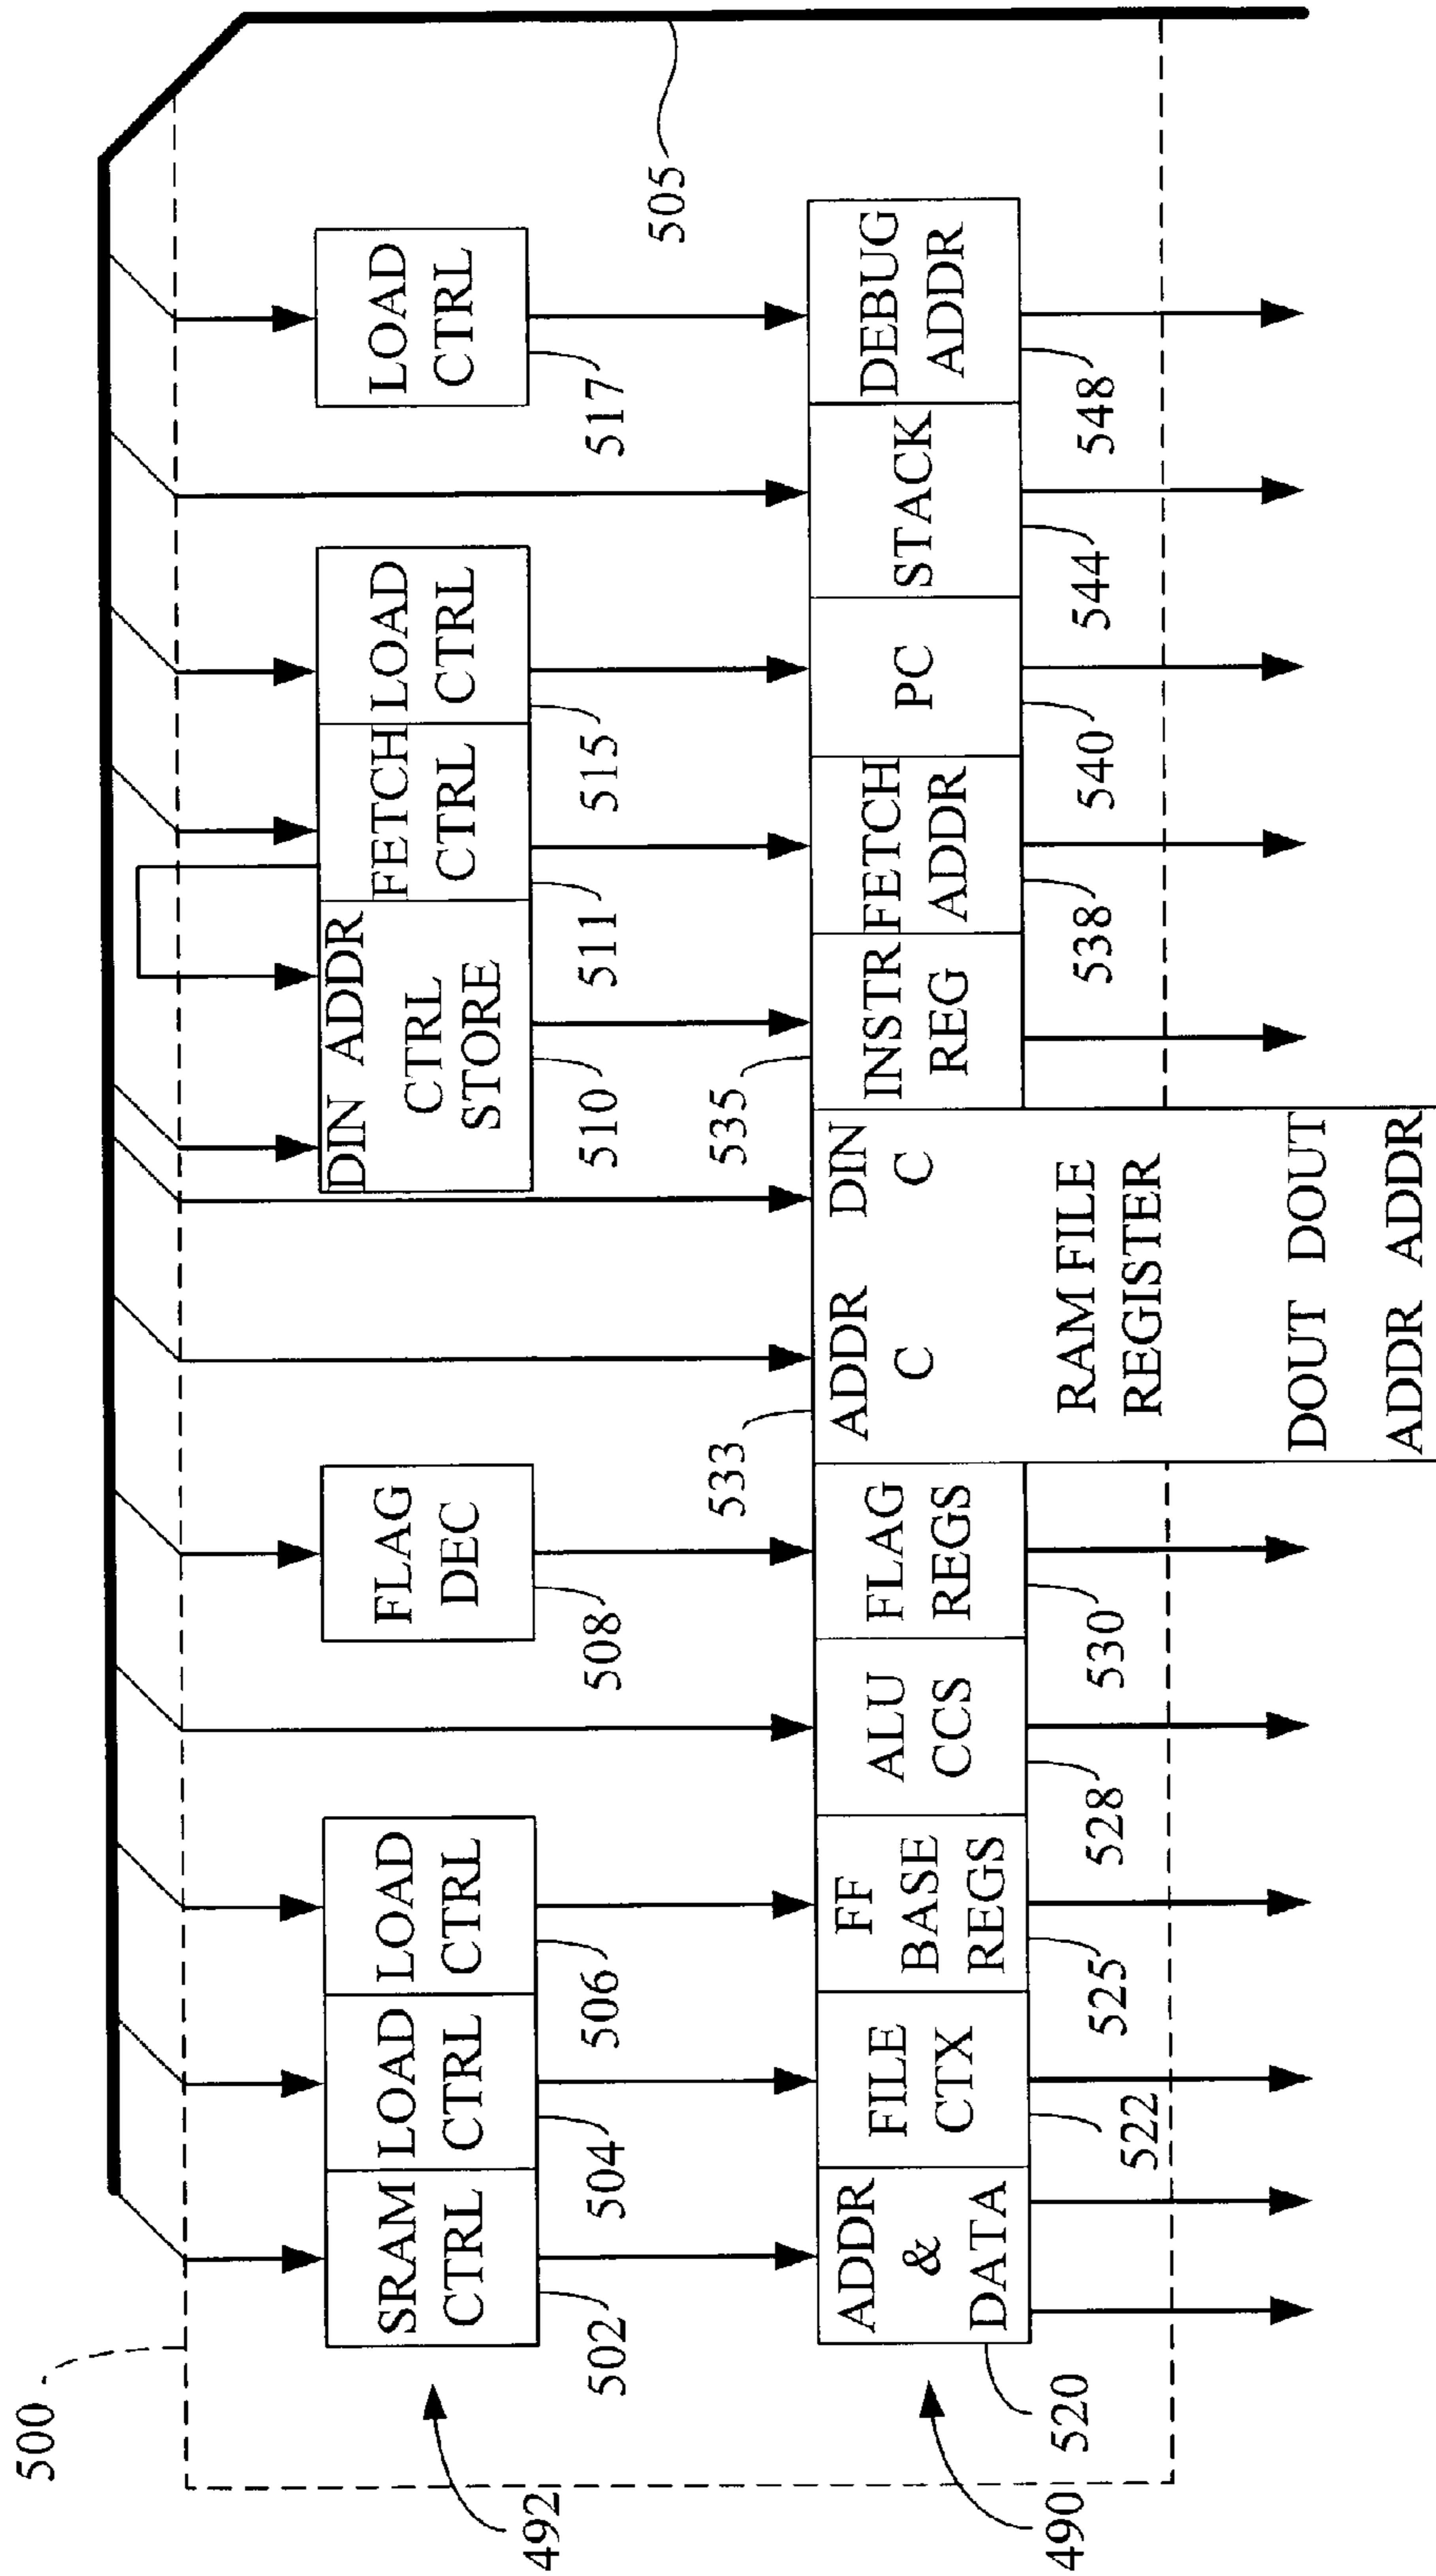 500
492
SRAM
CTRL
502
LOAD
CTRL
504
LOAD
CTRL
506
FLAG
DEC
508
DIN ADDR
CTRL
STORE
510
FETCH
CTRL
511
LOAD
CTRL
515
LOAD
CTRL
517
505
490
ADDR
&
DATA
520
FILE
CTX
522
FF
BASE
REGS
525
ALU
CCS
528
FLAG
REGS
530
533
ADDR DIN
C C
RAM FILE
REGISTER
DOUT DOUT
ADDR ADDR
535
INSTR
REG
FETCH
ADDR
538
PC
540
STACK
544
DEBUG
ADDR
548